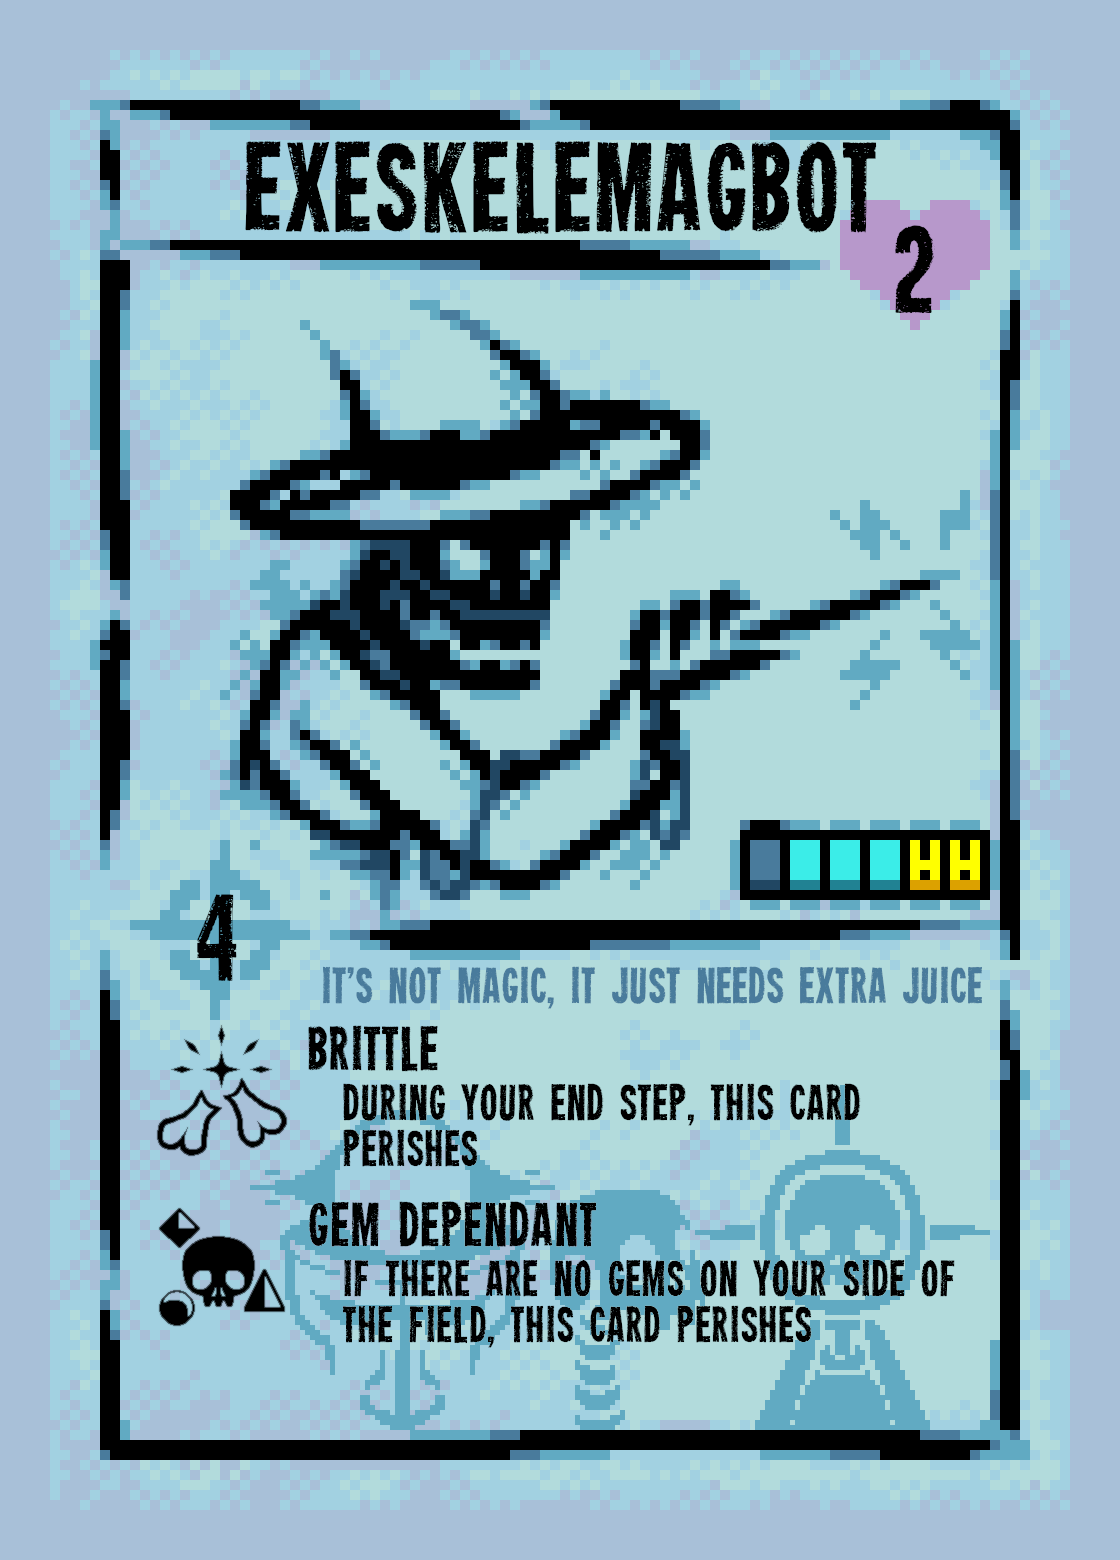 EXESKELEMAGBOT
2
4
IT'S NOT MAGIC, IT JUST NEEDS EXTRA JUICE
BRITTLE
DURING YOUR END STEP, THIS CARD
PERISHES
GEM DEPENDANT
IF THERE ARE NO GEMS ON YOUR SIDE OF
THE FIELD, THIS CARD PERISHES